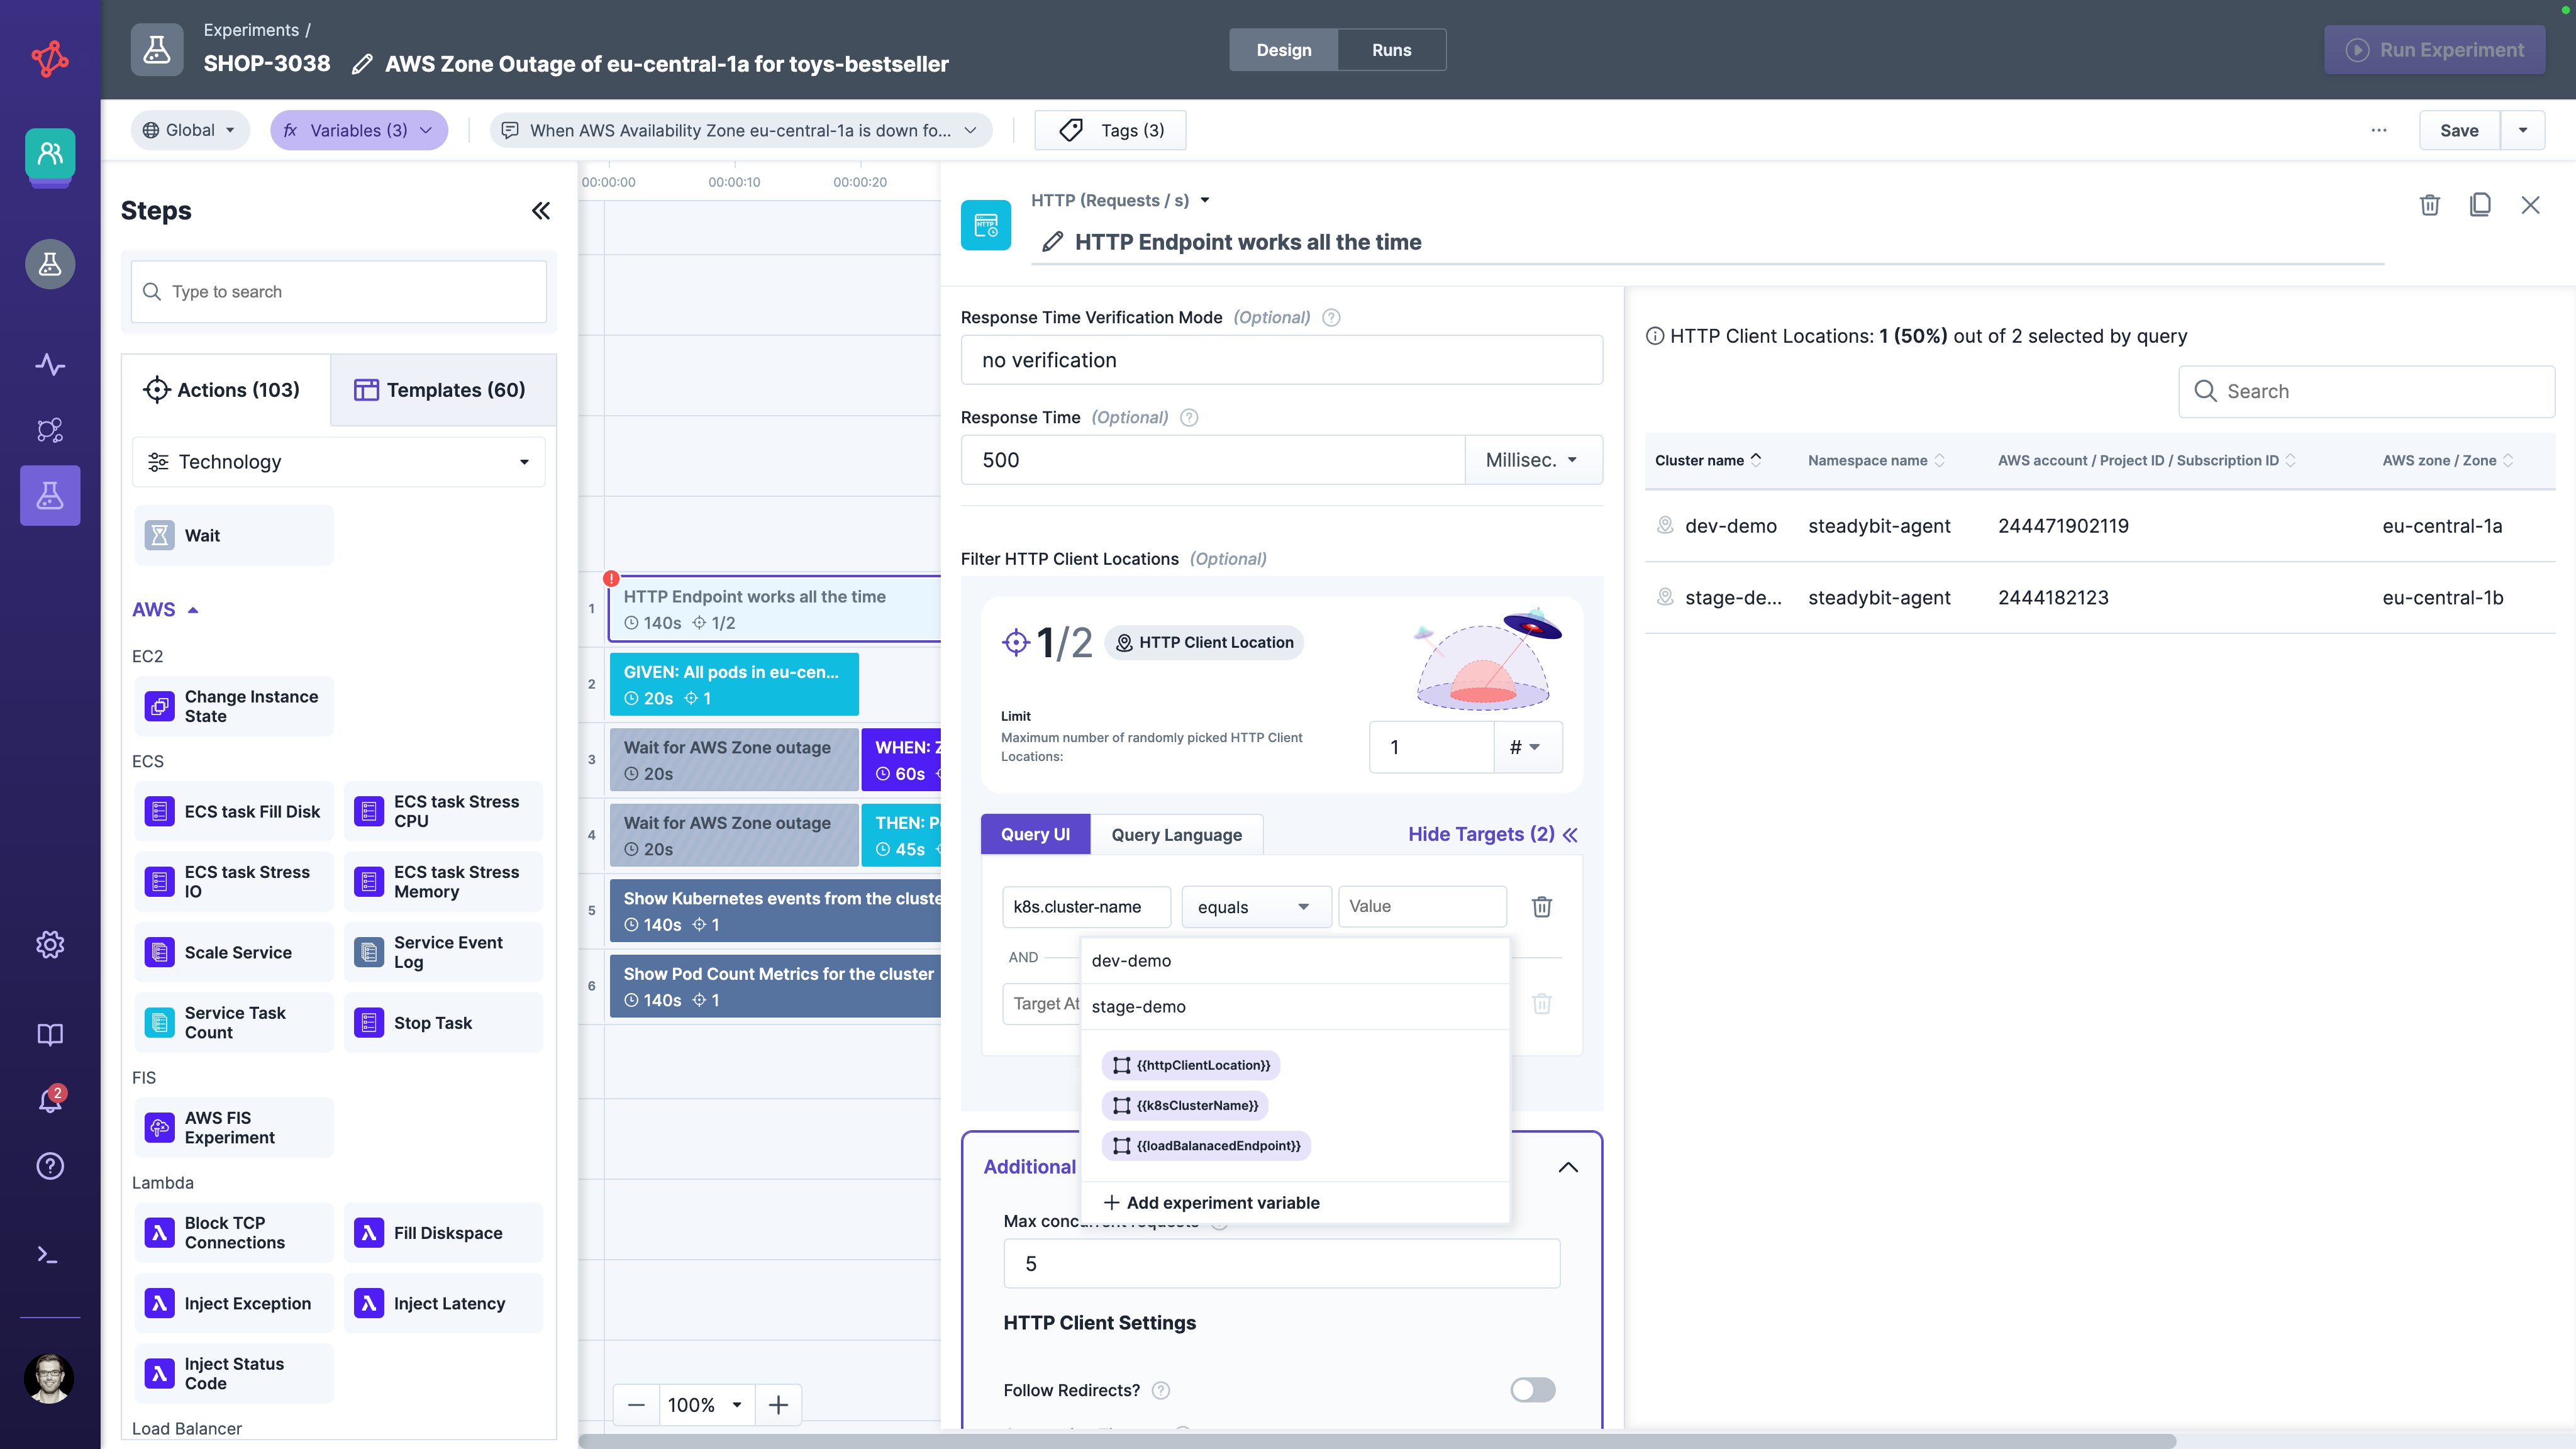 Experiments /
SHOP-3038 AWS Zone Outage of eu-central-1a for toys-bestseller
Design Runs
Run Experiment
Global
fx Variables (3)
When AWS Availability Zone eu-central-1a is down fo...
Tags (3)
Save
Steps
Type to search
Actions (103)
Templates (60)
Technology
Wait
AWS
EC2
Change Instance
State
ECS
ECS task Fill Disk
ECS task Stress
CPU
ECS task Stress
IO
ECS task Stress
Memory
Scale Service
Service Event
Log
Service Task
Count
Stop Task
FIS
AWS FIS
Experiment
Lambda
Block TCP
Connections
Fill Diskspace
Inject Exception
Inject Latency
Inject Status
Code
Load Balancer
2
00:00:00 00:00:10 00:00:20
1
HTTP Endpoint works all the time
140s 1/2
2
GIVEN: All pods in eu-cen...
20s 1
3
Wait for AWS Zone outage
20s
WHEN: Z
60s
4
Wait for AWS Zone outage
20s
THEN: P
45s
5
Show Kubernetes events from the cluste
140s 1
6
Show Pod Count Metrics for the cluster
140s 1
100%
HTTP (Requests / s)
HTTP Endpoint works all the time
Response Time Verification Mode (Optional)
no verification
Response Time (Optional)
500 Millisec.
Filter HTTP Client Locations (Optional)
1/2 HTTP Client Location
HTTP
Limit
Maximum number of randomly picked HTTP Client
Locations:
1 #
Query UI Query Language Hide Targets (2)
k8s.cluster-name equals Value
AND
Target At
dev-demo
stage-demo
{{httpClientLocation}}
{{k8sClusterName}}
{{loadBalanacedEndpoint}}
Add experiment variable
Additional
Max concurrent requests
5
HTTP Client Settings
Follow Redirects?
HTTP Client Locations: 1 (50%) out of 2 selected by query
Search
Cluster name Namespace name AWS account / Project ID / Subscription ID AWS zone / Zone
dev-demo steadybit-agent 244471902119 eu-central-1a
stage-de... steadybit-agent 2444182123 eu-central-1b